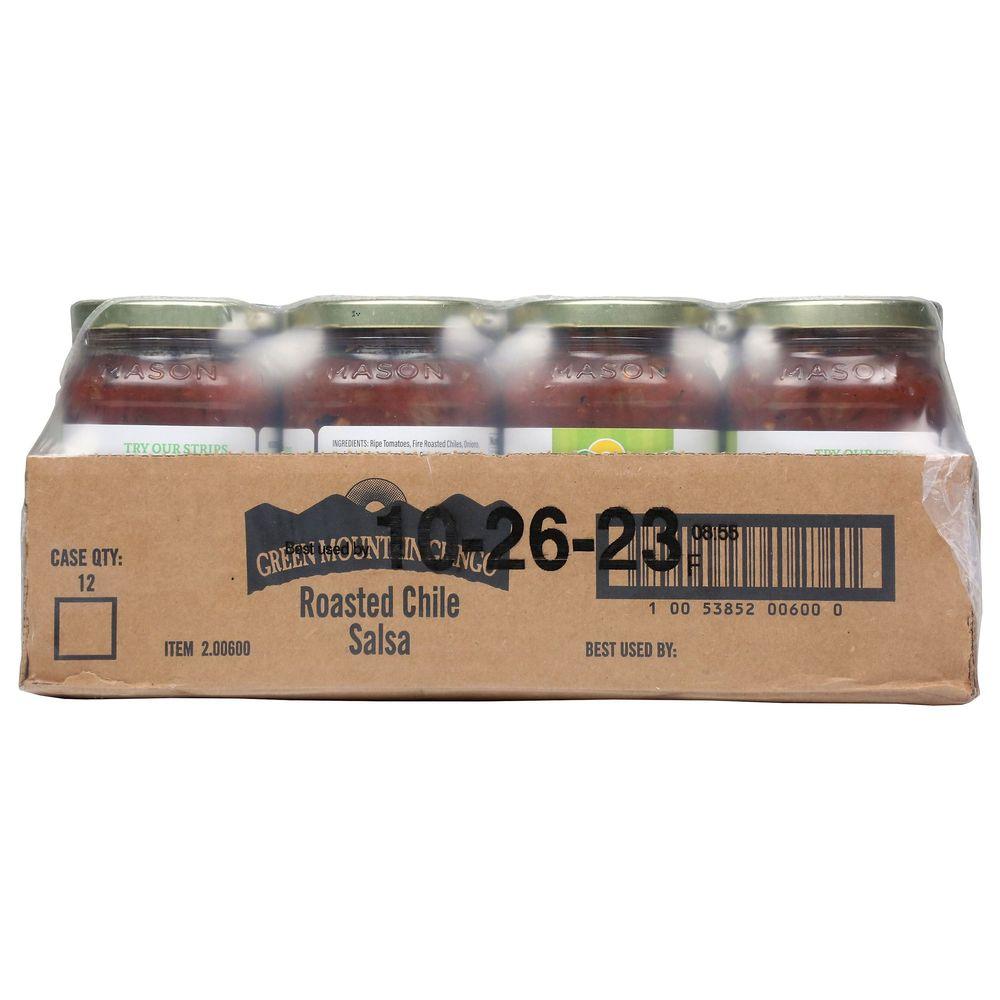 MASON
MASON
MASON
MASON
TRY OUR STRIPS
INGREDIENTS: Ripe Tomatoes, Fire Roasted Chiles, Onions,
TRY OUR
CASE QTY:
12
GREEN MOUNTAIN GRINGO
Best used by 10-26-23 08:55
F
Roasted Chile
Salsa
ITEM 2.00600
1 00 53852 00600 0
BEST USED BY: